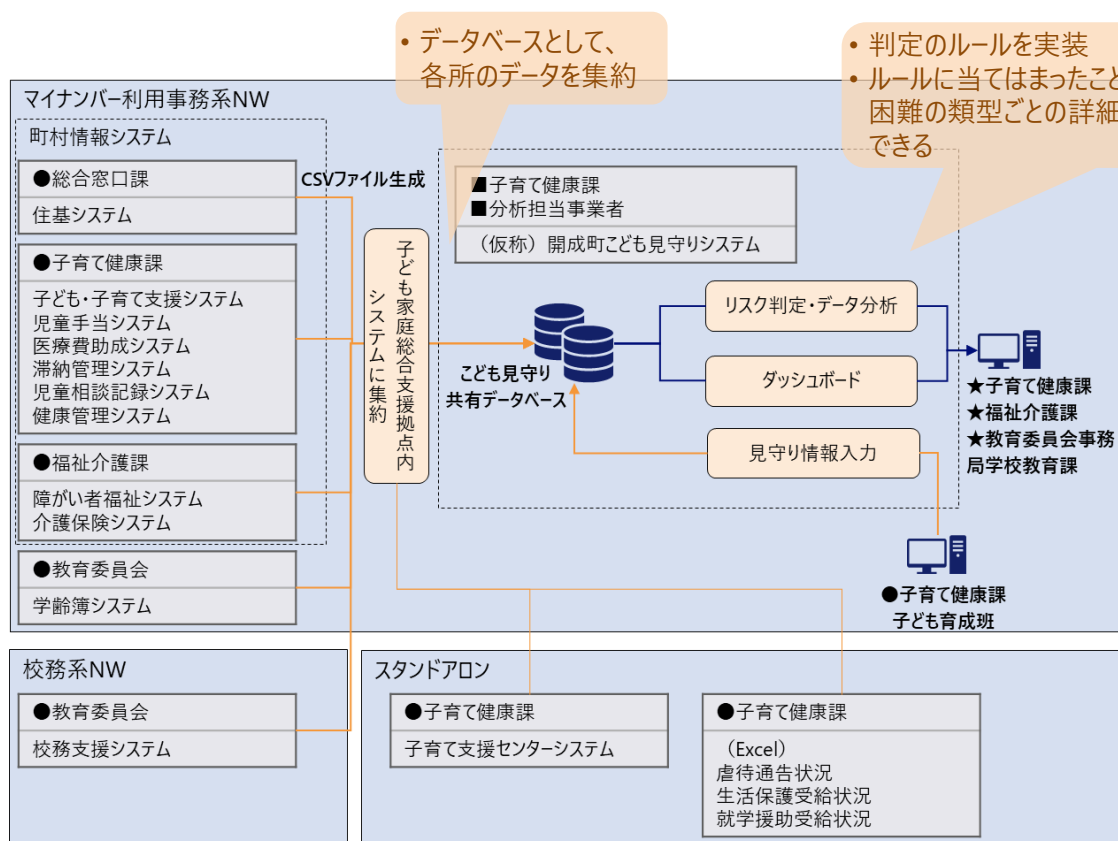 • データベースとして、
各所のデータを集約
• 判定のルールを実装
• ルールに当てはまったこと
困難の類型ごとの詳細
できる
マイナンバー利用事務系NW
町村情報システム
●総合窓口課
住基システム
●子育て健康課
子ども・子育て支援システム
児童手当システム
医療費助成システム
滞納管理システム
児童相談記録システム
健康管理システム
●福祉介護課
障がい者福祉システム
介護保険システム
●教育委員会
学齢簿システム
CSVファイル生成
子ども家庭総合支援拠点内
システムに集約
■子育て健康課
■分析担当事業者
（仮称）開成町こども見守りシステム
こども見守り
共有データベース
リスク判定・データ分析
ダッシュボード
見守り情報入力
★子育て健康課
★福祉介護課
★教育委員会事務
局学校教育課
●子育て健康課
子ども育成班
校務系NW
●教育委員会
校務支援システム
スタンドアロン
●子育て健康課
子育て支援センターシステム
●子育て健康課
（Excel）
虐待通告状況
生活保護受給状況
就学援助受給状況